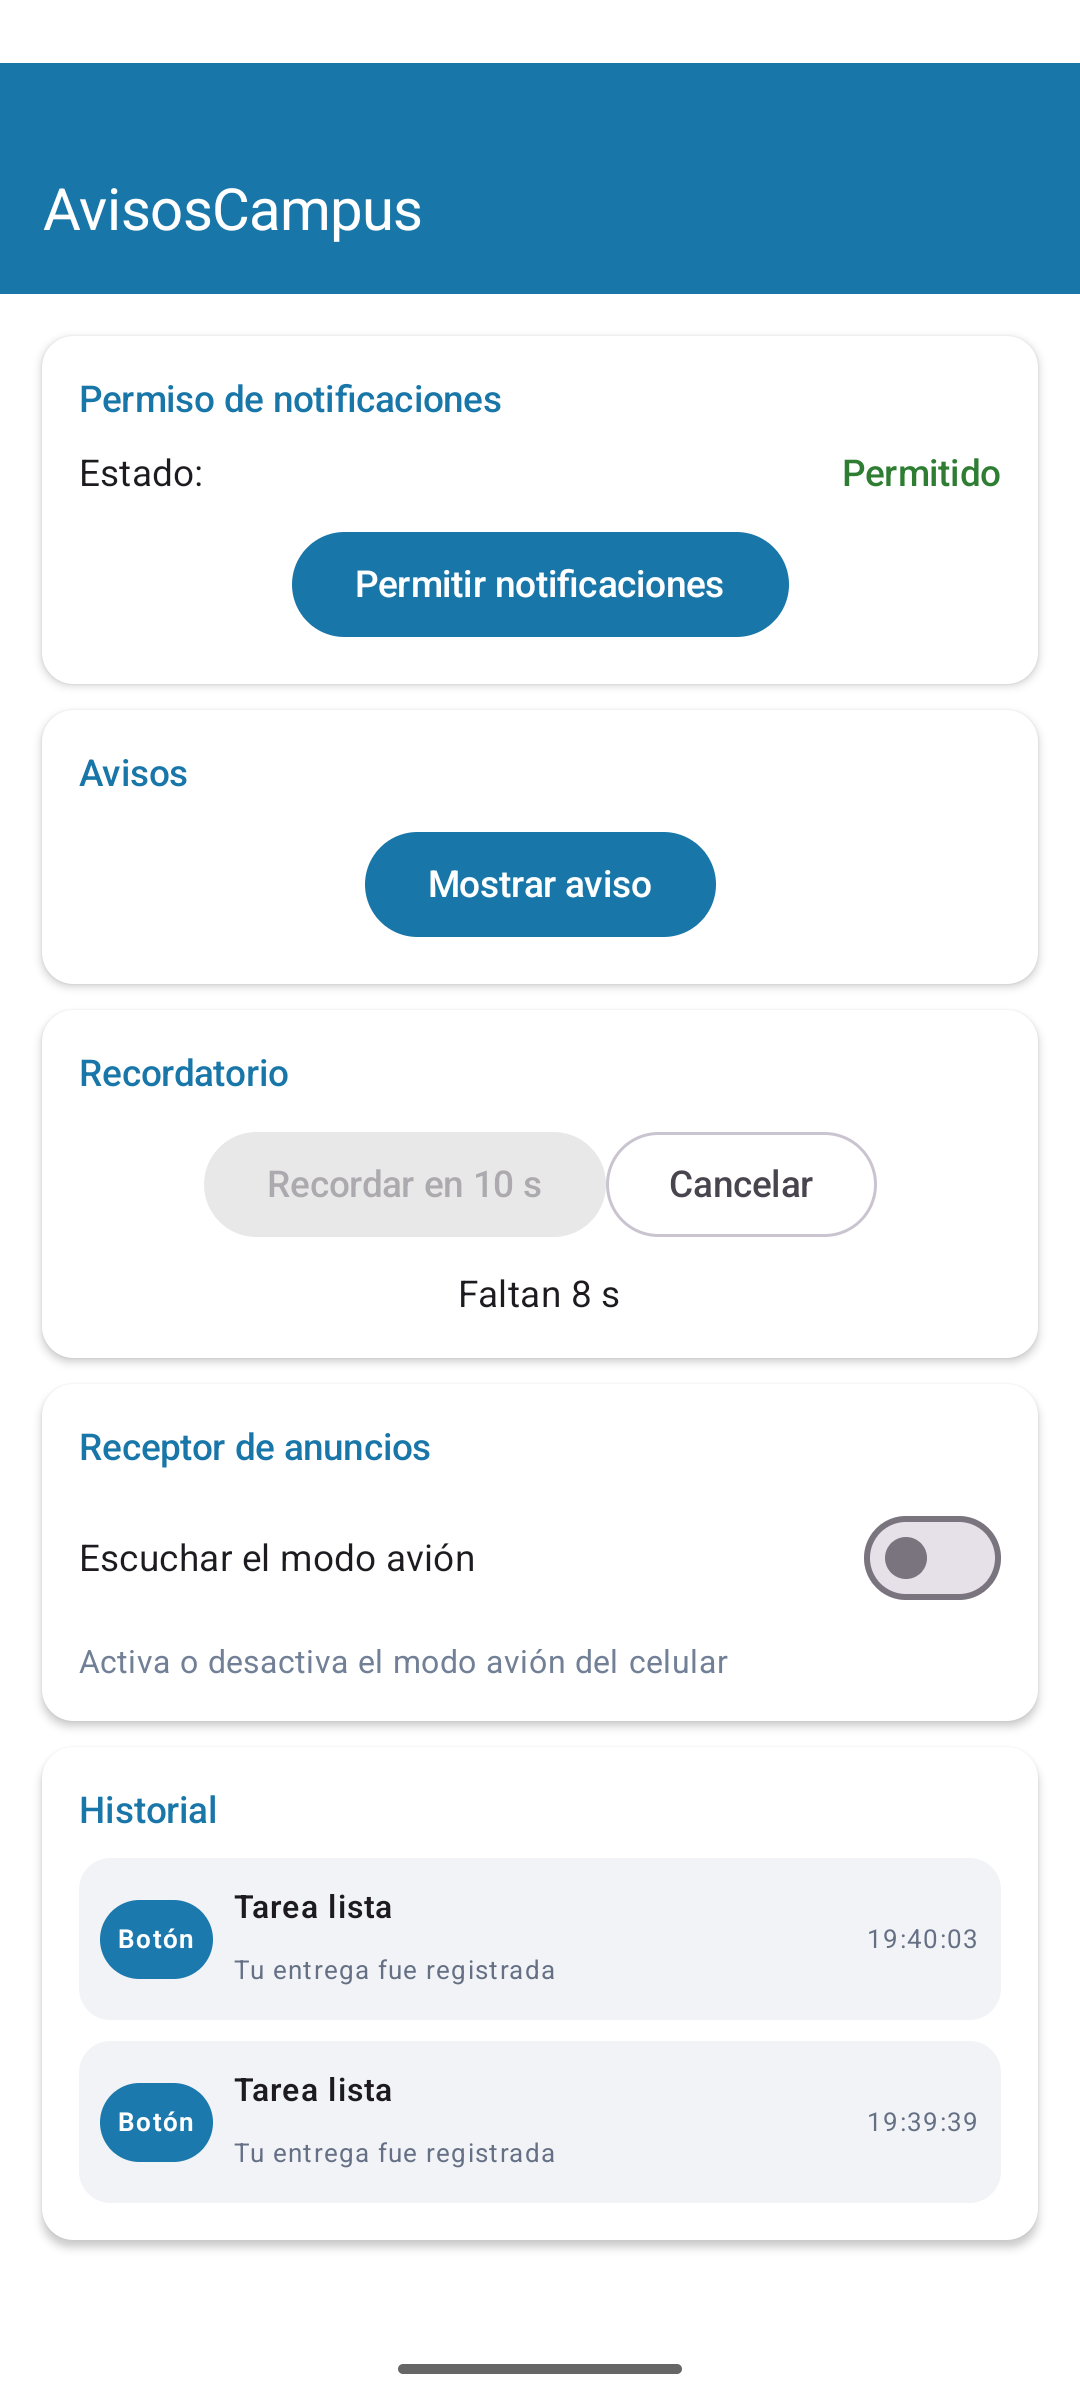 AvisosCampus
Permiso de notificaciones
Estado: Permitido
Permitir notificaciones
Avisos
Mostrar aviso
Recordatorio
Recordar en 10 s Cancelar
Faltan 8 s
Receptor de anuncios
Escuchar el modo avión
Activa o desactiva el modo avión del celular
Historial
Botón
Tarea lista
Tu entrega fue registrada
19:40:03
Botón
Tarea lista
Tu entrega fue registrada
19:39:39